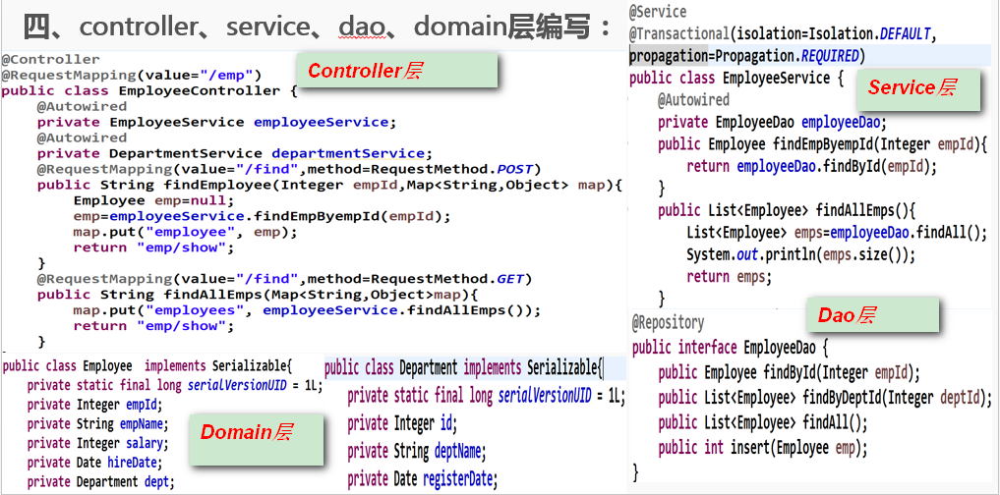 四、controller、service、dao、domain层编写：
@Controller
@RequestMapping(value="/emp")
public class EmployeeController {
@Autowired
private EmployeeService employeeService;
@Autowired
private DepartmentService departmentService;
@RequestMapping(value="/find",method=RequestMethod.POST)
public String findEmployee(Integer empId,Map<String,Object> map){
Employee emp=null;
emp=employeeService.findEmpByempId(empId);
map.put("employee", emp);
return "emp/show";
}
@RequestMapping(value="/find",method=RequestMethod.GET)
public String findAllEmps(Map<String,Object>map){
map.put("employees", employeeService.findAllEmps());
return "emp/show";
}
Controller层
public class Employee  implements Serializable{
private static final long serialVersionUID = 1L;
private Integer empId;
private String empName;
private Integer salary;
private Date hireDate;
private Department dept;
Domain层
public class Department implements Serializable{
private static final long serialVersionUID = 1L;
private Integer id;
private String deptName;
private Date registerDate;
@Service
@Transactional(isolation=Isolation.DEFAULT,
propagation=Propagation.REQUIRED)
public class EmployeeService {
@Autowired
private EmployeeDao employeeDao;
public Employee findEmpByempId(Integer empId){
return employeeDao.findById(empId);
}
public List<Employee> findAllEmps(){
List<Employee> emps=employeeDao.findAll();
System.out.println(emps.size());
return emps;
}
Service层
@Repository
public interface EmployeeDao {
public Employee findById(Integer empId);
public List<Employee> findByDeptId(Integer deptId);
public List<Employee> findAll();
public int insert(Employee emp);
}
Dao层